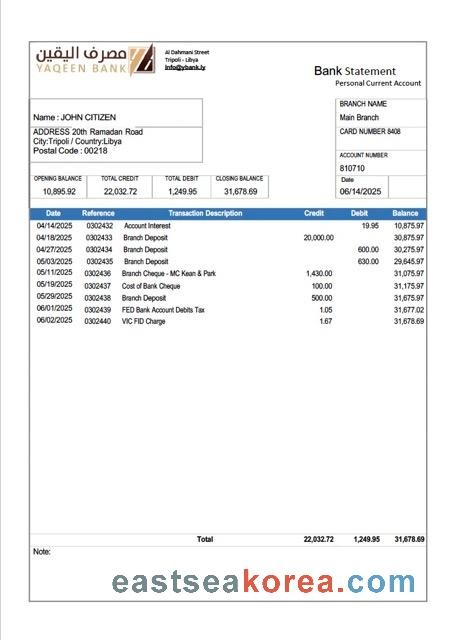 مصرف اليقين
YAQEEN BANK
Al Dahmani Street
Tripoli - Libya
info@ybank.ly
Bank Statement
Personal Current Account
Name : JOHN CITIZEN
ADDRESS 20th Ramadan Road
City:Tripoli / Country:Libya
Postal Code : 00218
BRANCH NAME
Main Branch
CARD NUMBER 8408
ACCOUNT NUMBER
810710
Date
06/14/2025
OPENING BALANCE TOTAL CREDIT TOTAL DEBIT CLOSING BALANCE
10,895.92 22,032.72 1,249.95 31,678.69
Date Reference Transaction Description Credit Debit Balance
04/14/2025 0302432 Account Interest 19.95 10,875.97
04/18/2025 0302433 Branch Deposit 20,000.00 30,875.97
04/27/2025 0302434 Branch Deposit 600.00 30,275.97
05/03/2025 0302435 Branch Deposit 630.00 29,645.97
05/11/2025 0302436 Branch Cheque - MC Kean & Park 1,430.00 31,075.97
05/19/2025 0302437 Cost of Bank Cheque 100.00 31,175.97
05/29/2025 0302438 Branch Deposit 500.00 31,675.97
06/01/2025 0302439 FED Bank Account Debits Tax 1.05 31,677.02
06/02/2025 0302440 VIC FID Charge 1.67 31,678.69
Total 22,032.72 1,249.95 31,678.69
Note:
eastseakorea.com